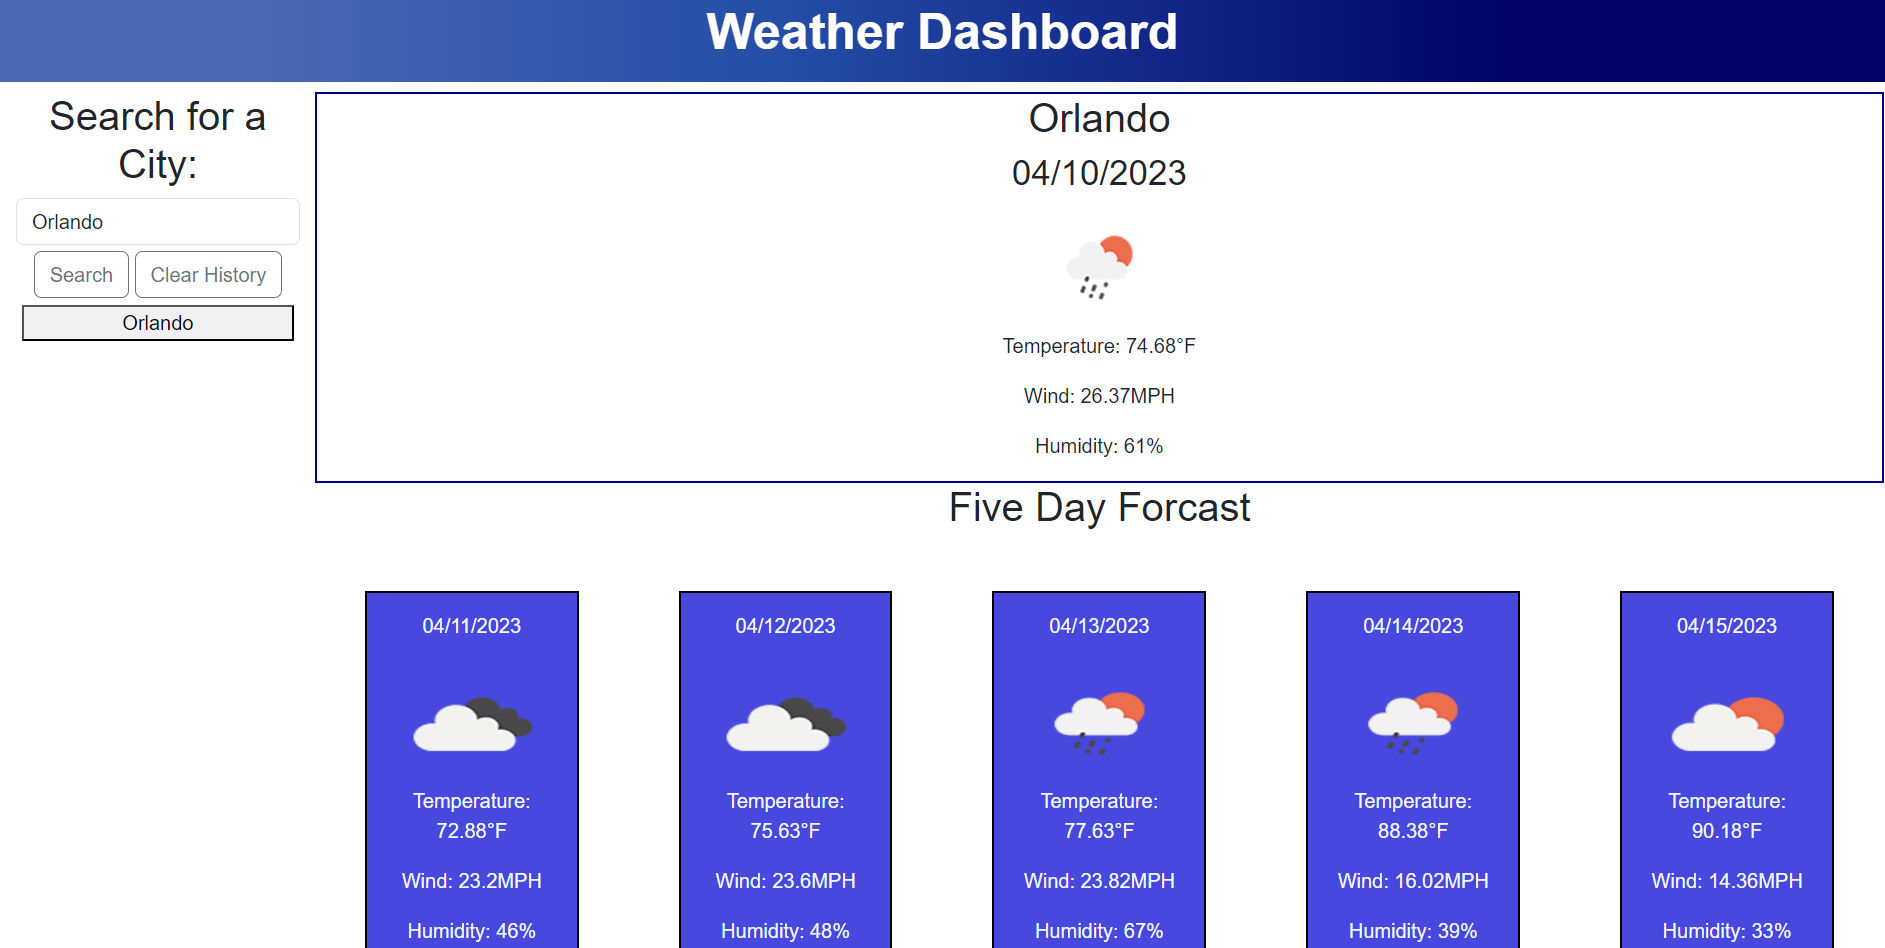 Weather Dashboard
Search for a
City:
Orlando
Search
Clear History
Orlando
Orlando
04/10/2023
Temperature: 74.68°F
Wind: 26.37MPH
Humidity: 61%
Five Day Forcast
04/11/2023
Temperature:
72.88°F
Wind: 23.2MPH
Humidity: 46%
04/12/2023
Temperature:
75.63°F
Wind: 23.6MPH
Humidity: 48%
04/13/2023
Temperature:
77.63°F
Wind: 23.82MPH
Humidity: 67%
04/14/2023
Temperature:
88.38°F
Wind: 16.02MPH
Humidity: 39%
04/15/2023
Temperature:
90.18°F
Wind: 14.36MPH
Humidity: 33%